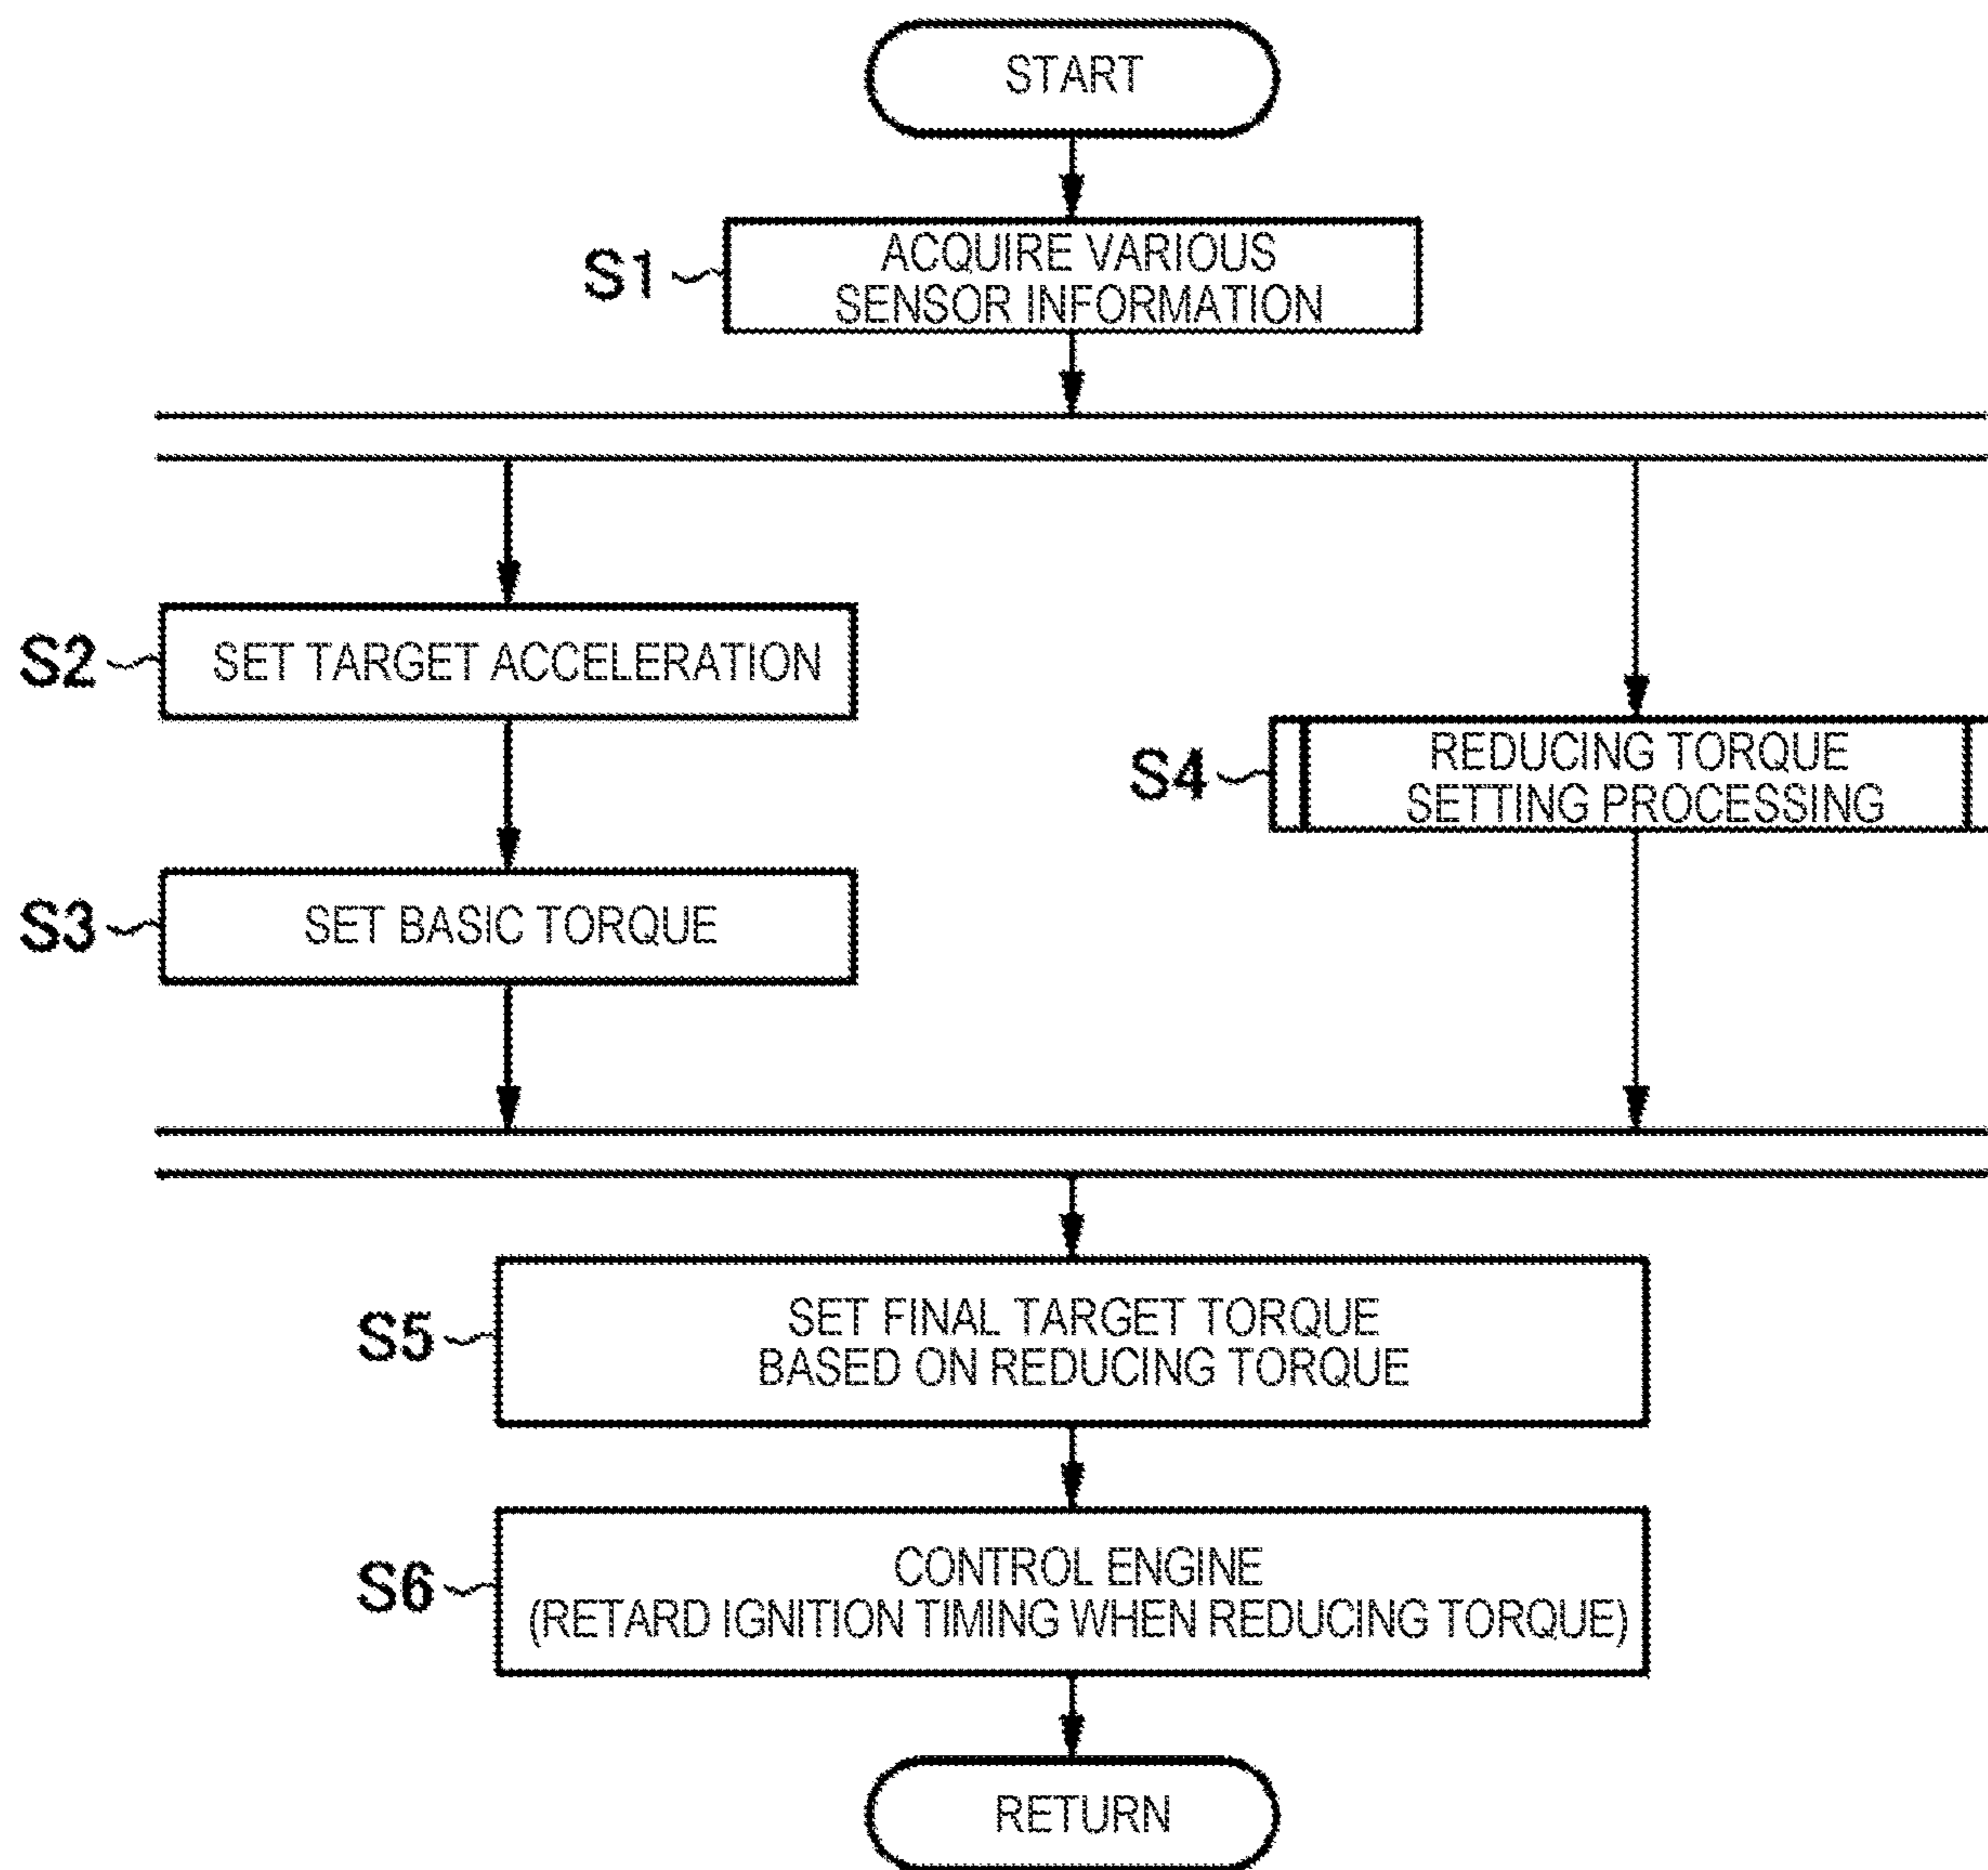 START
S1
ACQUIRE VARIOUS
SENSOR INFORMATION
S2
SET TARGET ACCELERATION
S4
REDUCING TORQUE
SETTING PROCESSING
S3
SET BASIC TORQUE
S5
SET FINAL TARGET TORQUE
BASED ON REDUCING TORQUE
S6
CONTROL ENGINE
(RETARD IGNITION TIMING WHEN REDUCING TORQUE)
RETURN